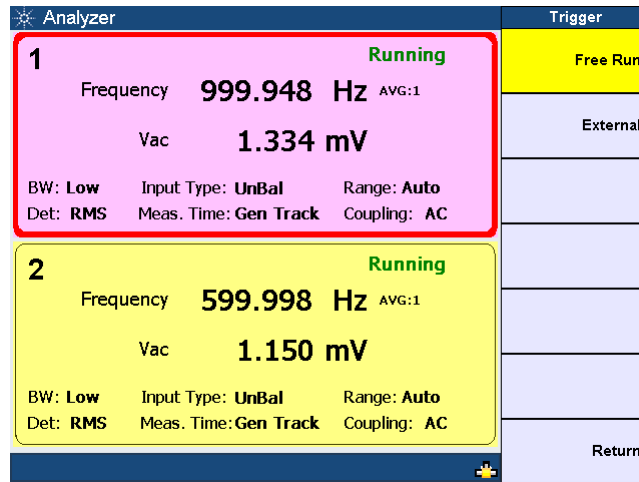 Analyzer
1
Running
Frequency 999.948 Hz AVG:1
Vac 1.334 mV
BW: Low Input Type: UnBal Range: Auto
Det: RMS Meas. Time: Gen Track Coupling: AC
2
Running
Frequency 599.998 Hz AVG:1
Vac 1.150 mV
BW: Low Input Type: UnBal Range: Auto
Det: RMS Meas. Time: Gen Track Coupling: AC
Trigger
Free Run
External
Return